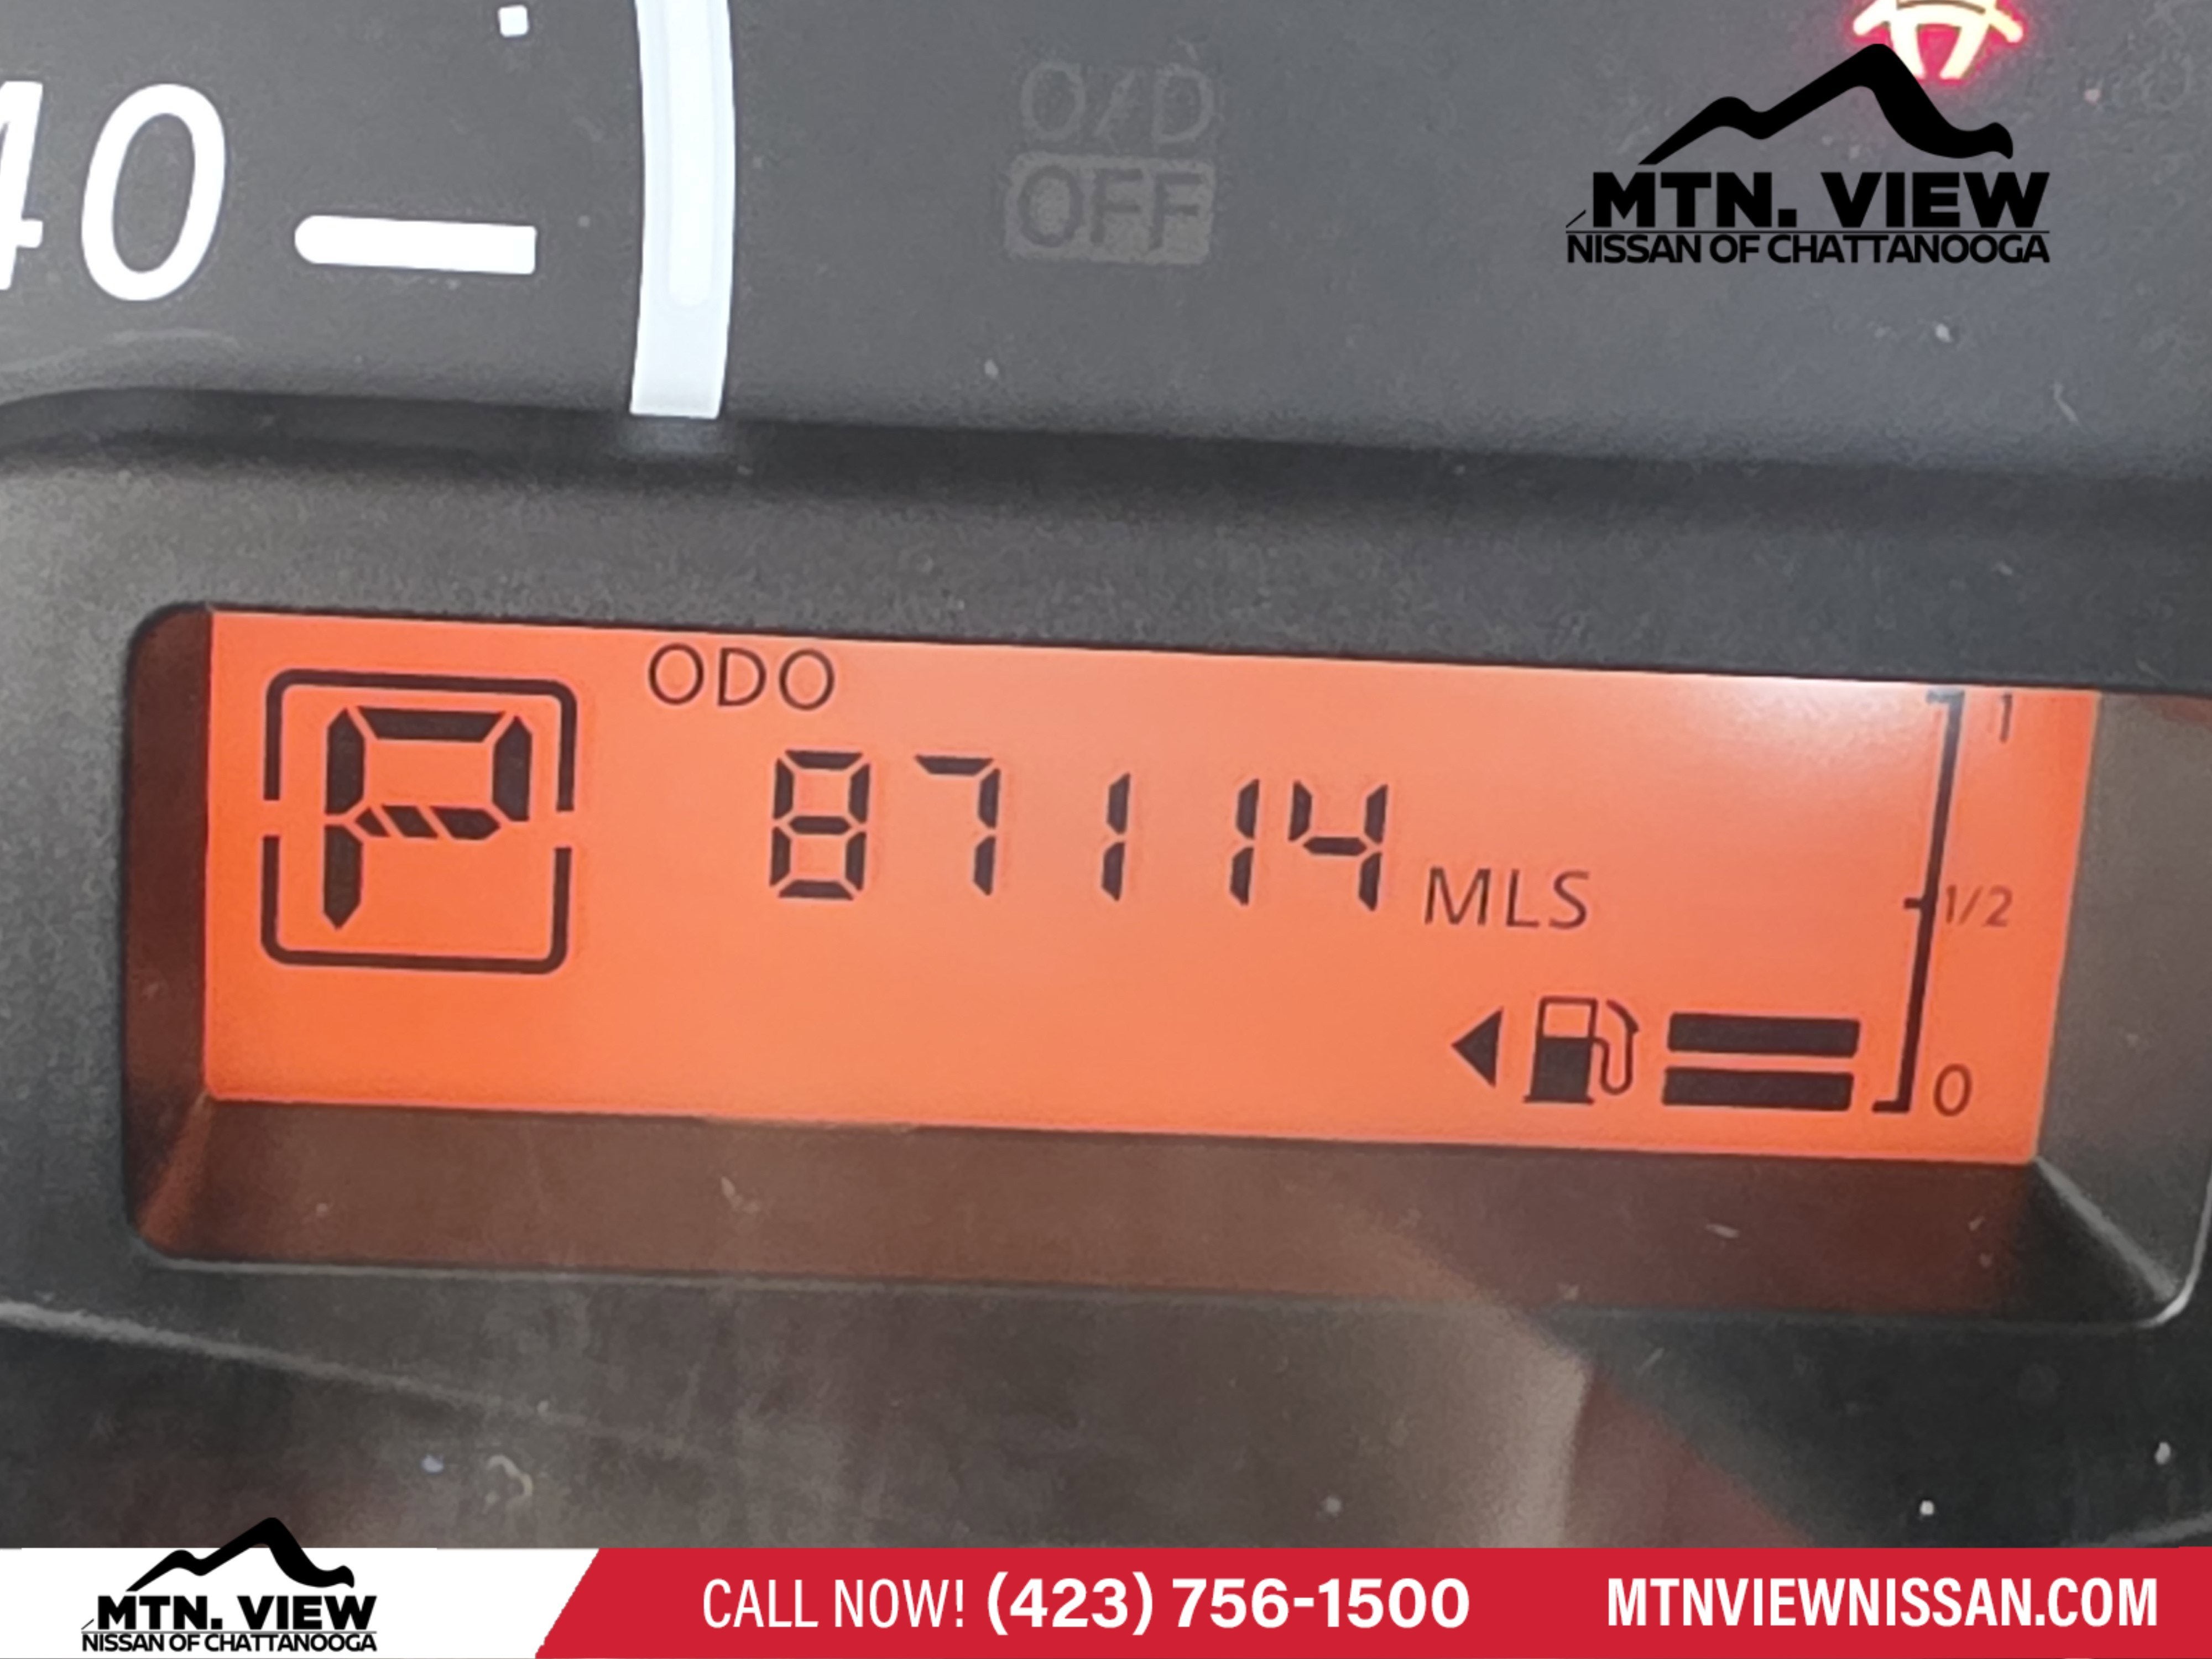 40
O/D
OFF
MTN. VIEW
NISSAN OF CHATTANOOGA
ODO
P
87114 MLS
1
1/2
0
MTN. VIEW
NISSAN OF CHATTANOOGA
CALL NOW! (423) 756-1500
MTNVIEWNISSAN.COM